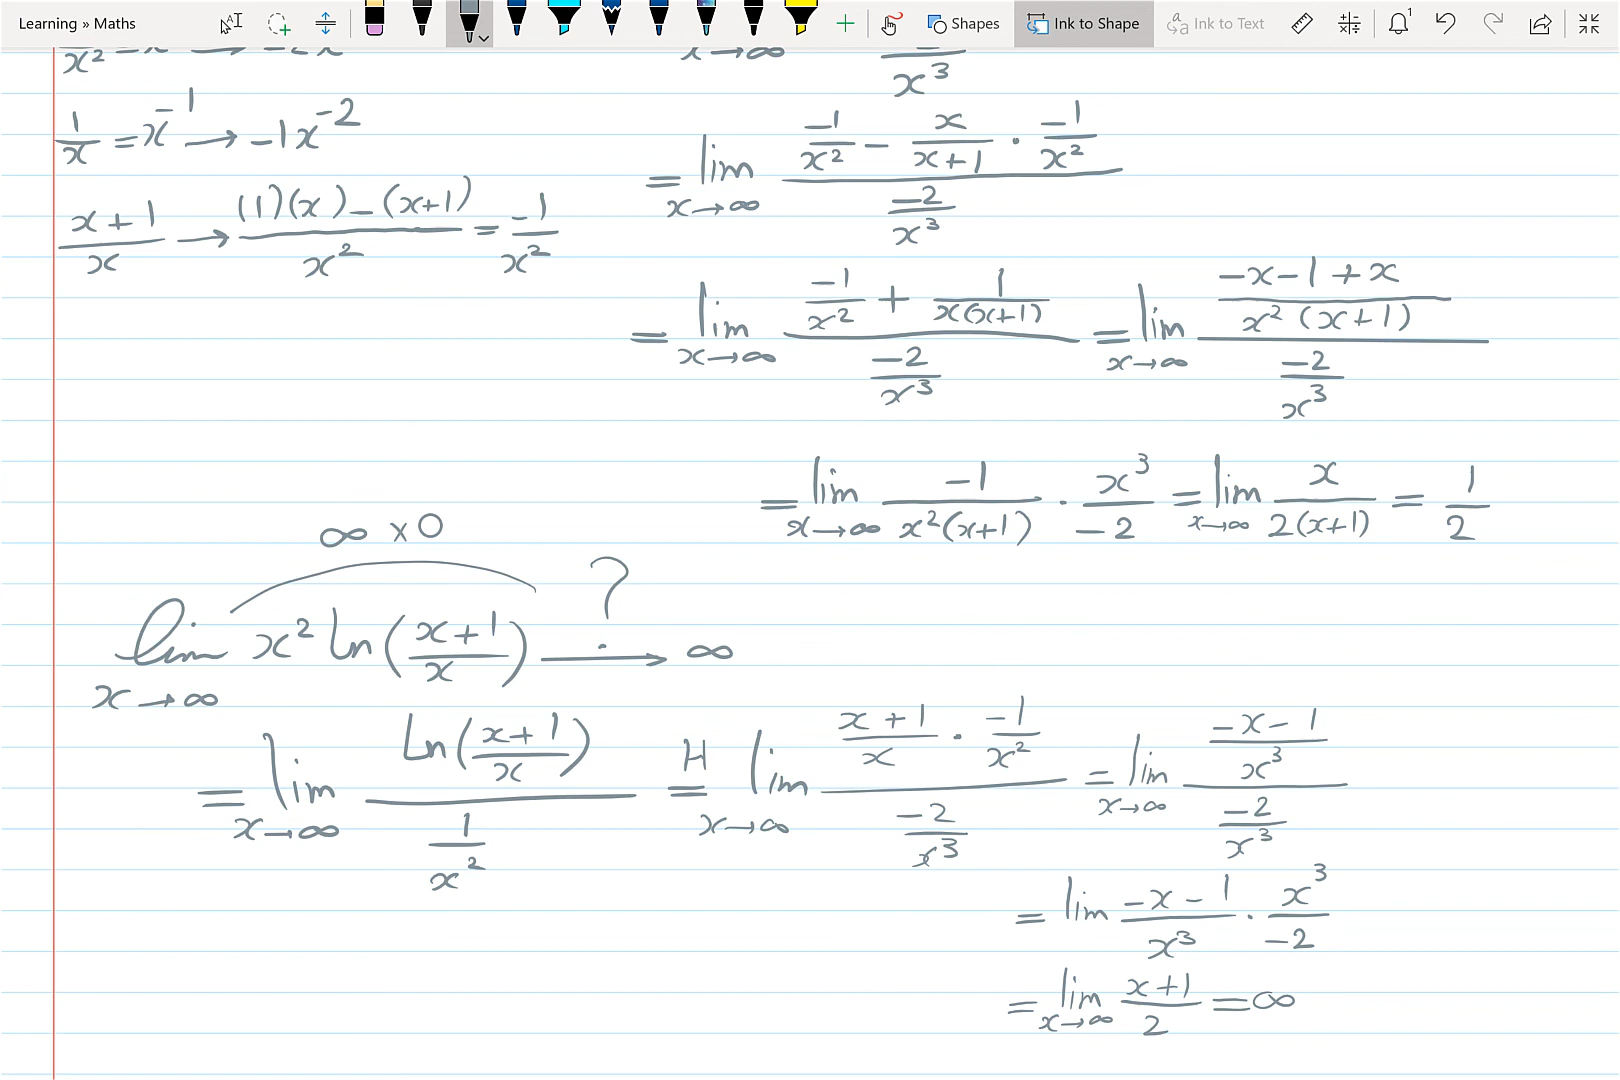 Learning » Maths
Shapes
Ink to Shape
Ink to Text
1
x² - x → -2x
x→∞ x³
1/x = x⁻¹ → -1x⁻²
= lim x→∞ (-1/x² - x/(x+1) · -1/x²) / (-2/x³)
(x+1)/x → ((1)(x) - (x+1))/x² = -1/x²
= lim x→∞ (-1/x² + 1/(x(x+1))) / (-2/x³) = lim x→∞ ((-x-1+x)/(x²(x+1))) / (-2/x³)
= lim x→∞ -1/(x²(x+1)) · x³/-2 = lim x→∞ x/(2(x+1)) = 1/2
∞ × 0
?
lim x→∞ x² ln((x+1)/x) → ∞
= lim x→∞ Ln((x+1)/x) / (1/x²) =ᴴ lim x→∞ ((x+1)/x · -1/x²) / (-2/x³) = lim x→∞ ((-x-1)/x³) / (-2/x³)
= lim (-x-1)/x³ · x³/-2
= lim x→∞ (x+1)/2 = ∞